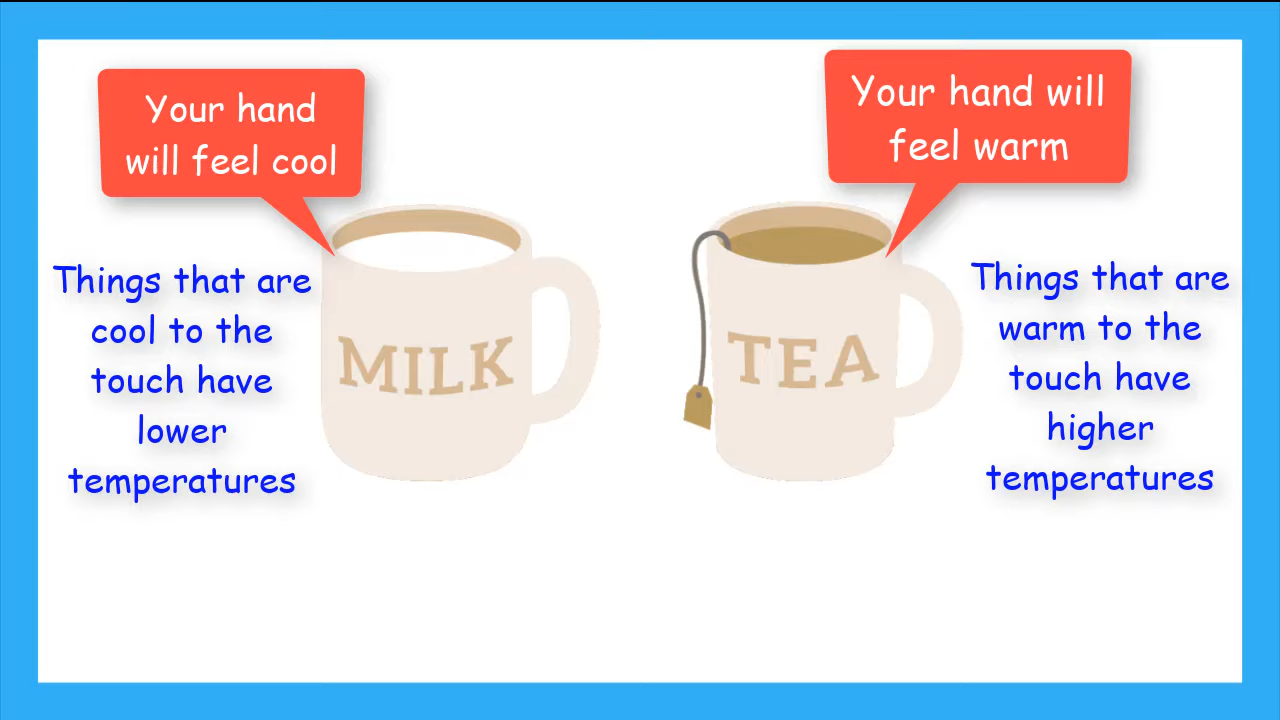 Your hand
will feel cool
Things that are
cool to the
touch have
lower
temperatures
MILK
Your hand will
feel warm
TEA
Things that are
warm to the
touch have
higher
temperatures